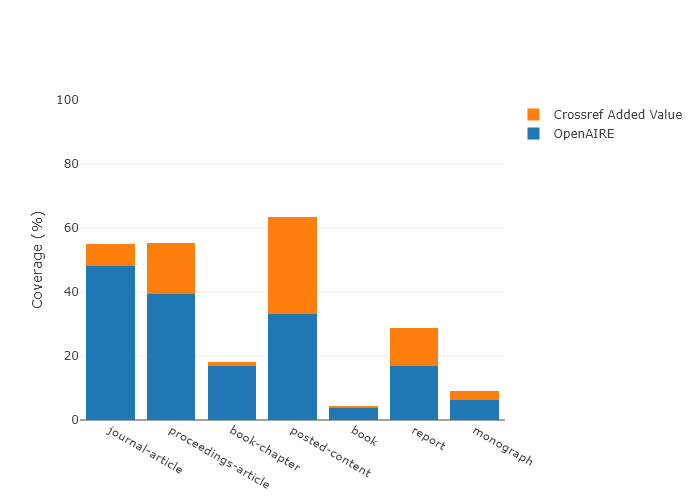 100
80
60
40
20
0
Coverage (%)
journal-article
proceedings-article
book-chapter
posted-content
book
report
monograph
Crossref Added Value
OpenAIRE